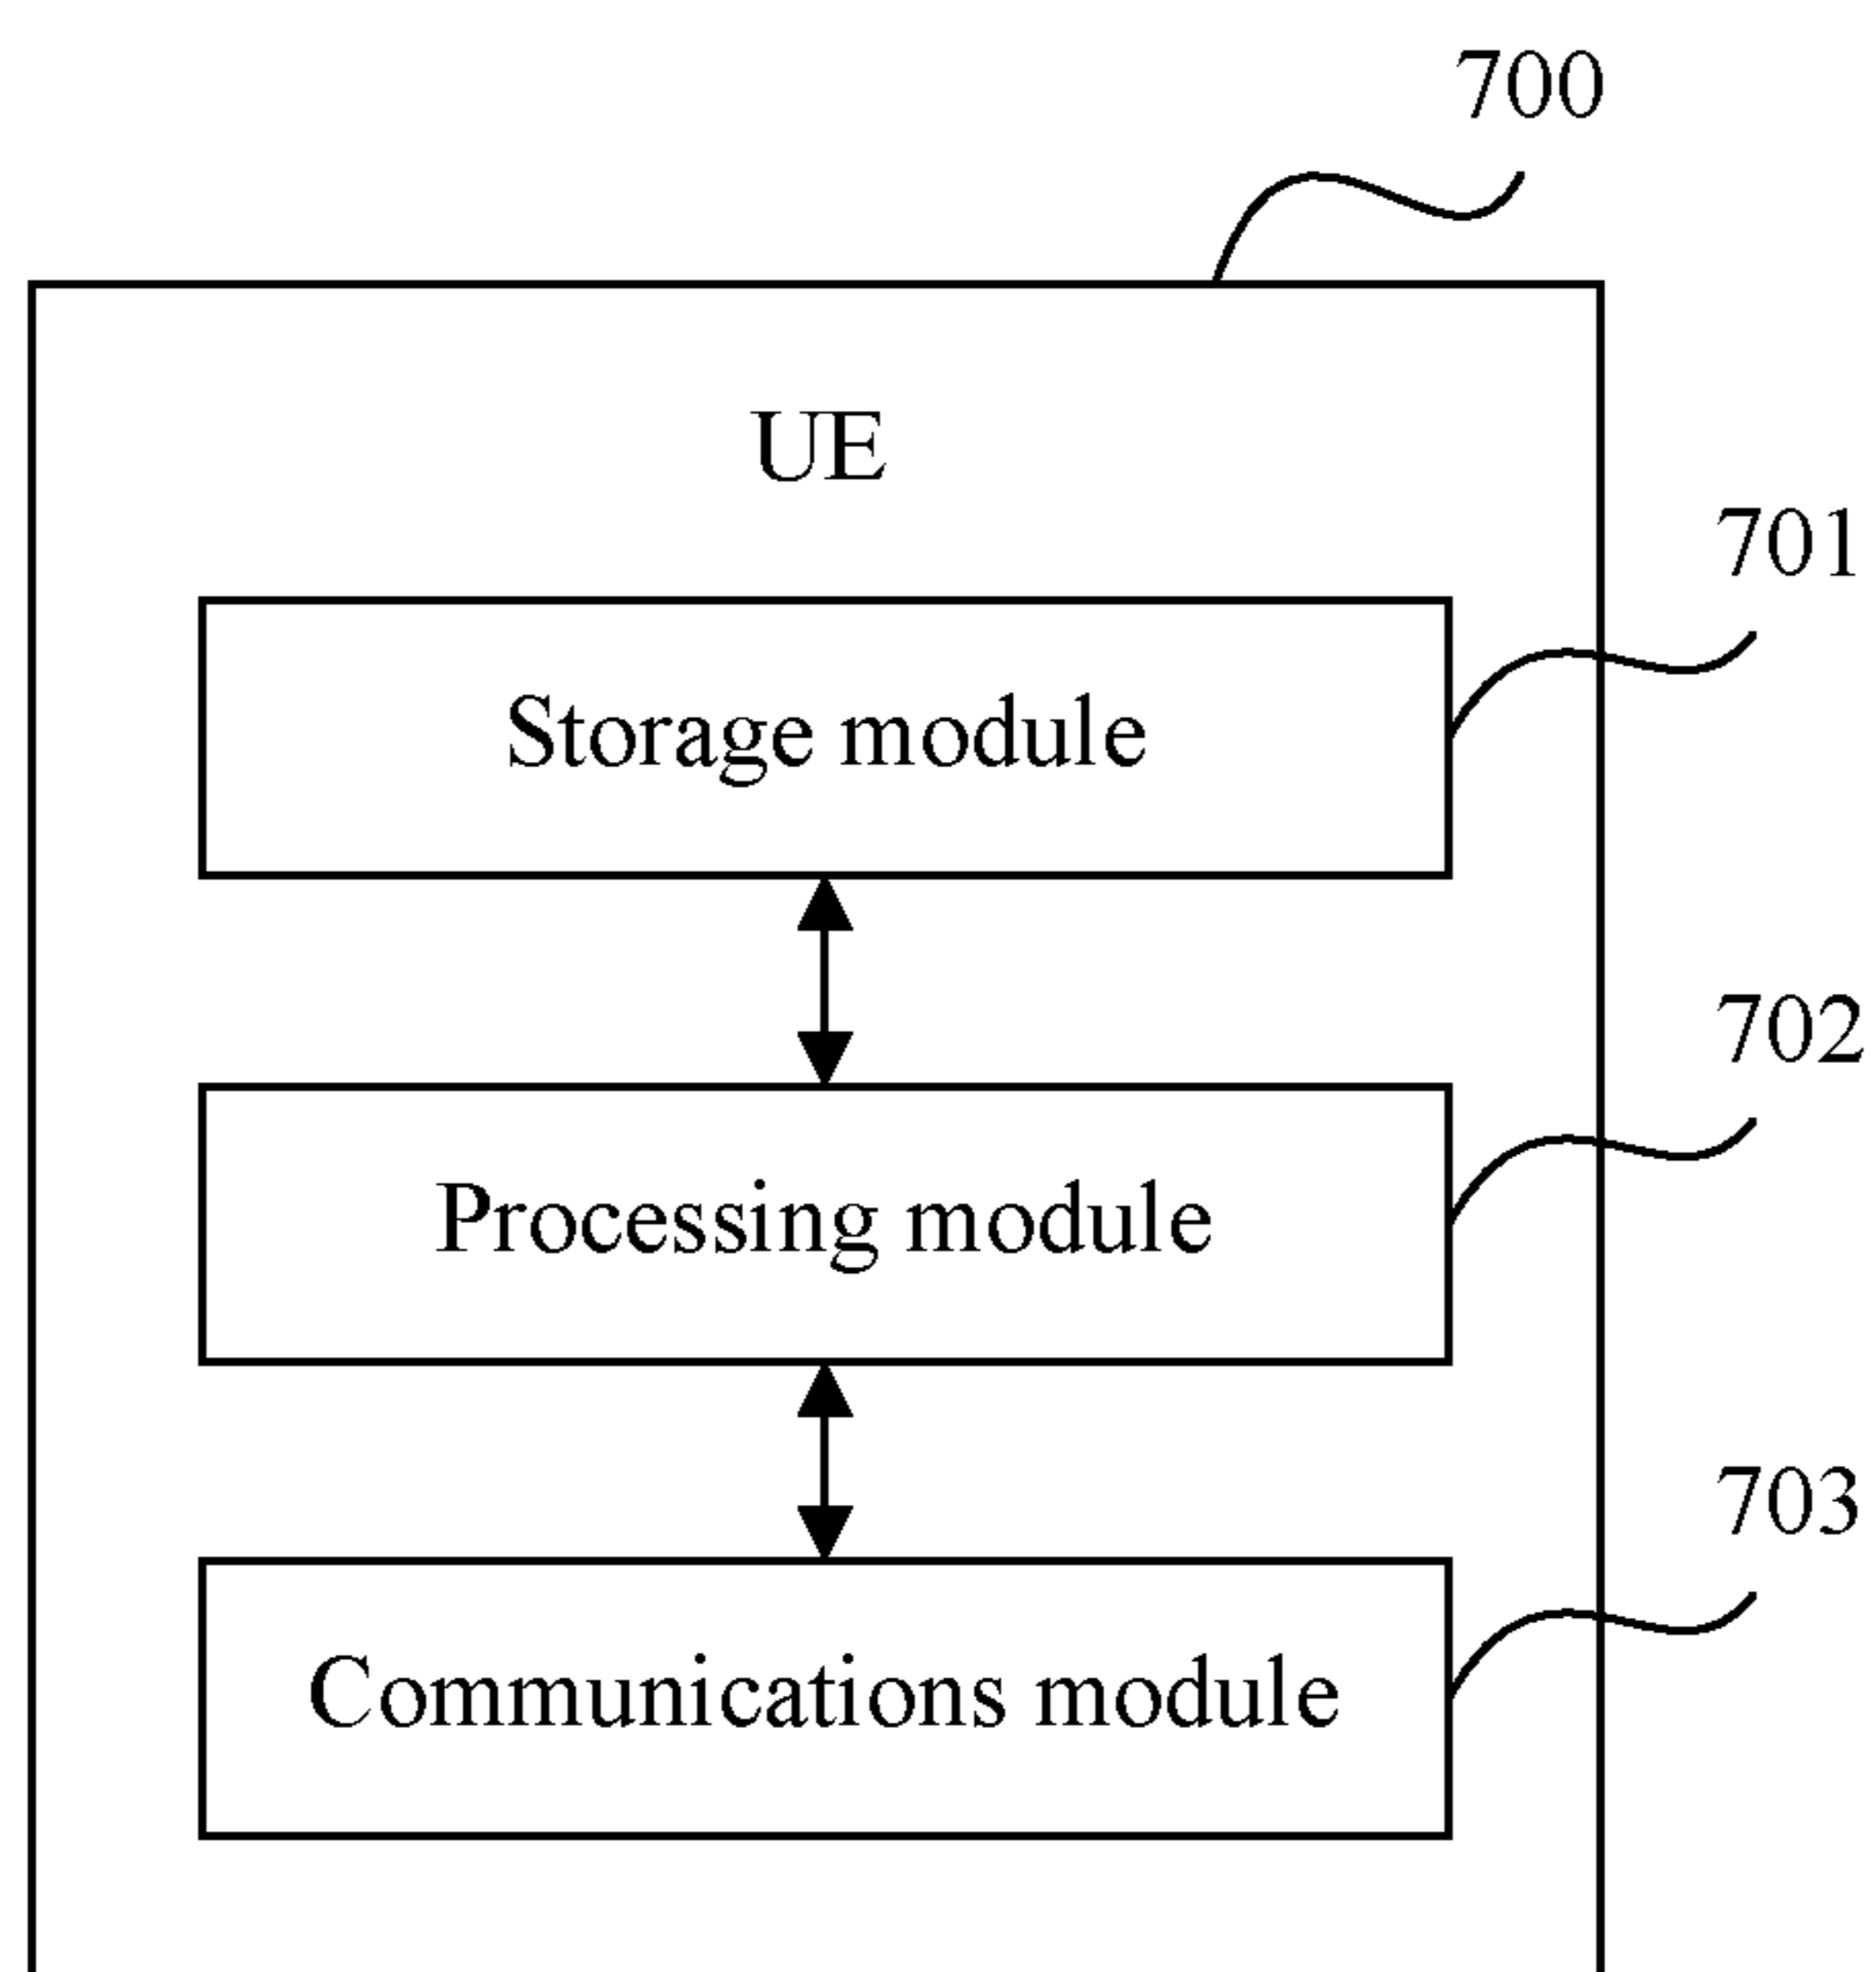 700
UE
701
Storage module
702
Processing module
703
Communications module